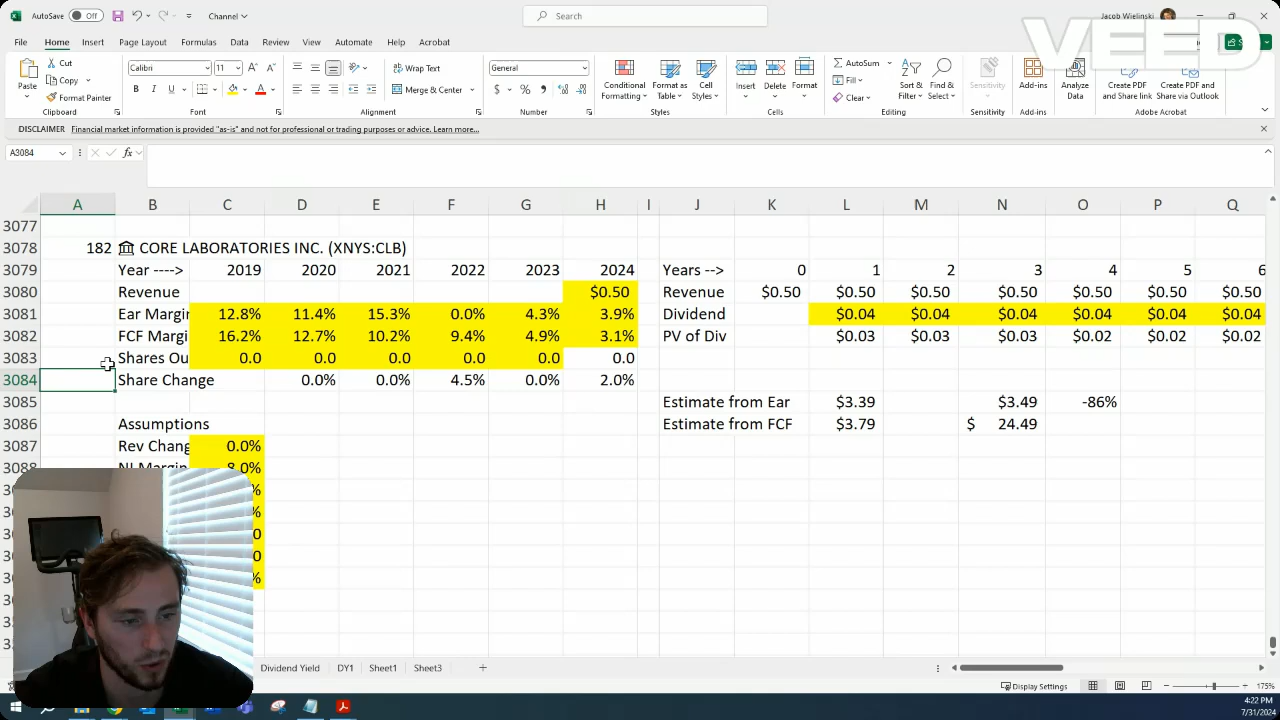 AutoSave Off Channel Search Jacob Wielinski
VEED
File Home Insert Page Layout Formulas Data Review View Automate Help Acrobat
Paste Cut Copy Format Painter Clipboard
Calibri 11 B I U Font
Wrap Text Merge & Center Alignment
General $ % Number
Conditional Formatting Format as Table Cell Styles Styles
Insert Delete Format Cells
AutoSum Fill Clear Sort & Filter Find & Select Editing
Sensitivity Sensitivity
Add-ins Add-ins
Analyze Data
Create PDF and Share link Create PDF and Share via Outlook Adobe Acrobat
DISCLAIMER Financial market information is provided "as-is" and not for professional or trading purposes or advice. Learn more...
A3084 fx
A B C D E F G H I J K L M N O P Q
3077
3078 182 CORE LABORATORIES INC. (XNYS:CLB)
3079 Year ----> 2019 2020 2021 2022 2023 2024 Years --> 0 1 2 3 4 5 6
3080 Revenue $0.50 Revenue $0.50 $0.50 $0.50 $0.50 $0.50 $0.50 $0.50
3081 Ear Margin 12.8% 11.4% 15.3% 0.0% 4.3% 3.9% Dividend $0.04 $0.04 $0.04 $0.04 $0.04 $0.04
3082 FCF Margi 16.2% 12.7% 10.2% 9.4% 4.9% 3.1% PV of Div $0.03 $0.03 $0.03 $0.02 $0.02 $0.02
3083 Shares Ou 0.0 0.0 0.0 0.0 0.0 0.0
3084 Share Change 0.0% 0.0% 4.5% 0.0% 2.0%
3085 Estimate from Ear $3.39 $3.49 -86%
3086 Assumptions Estimate from FCF $3.79 $ 24.49
3087 Rev Chang 0.0%
3088 NI Margin 8.0%
Dividend Yield DY1 Sheet1 Sheet3
Display Settings 175%
4:22 PM
7/31/2024